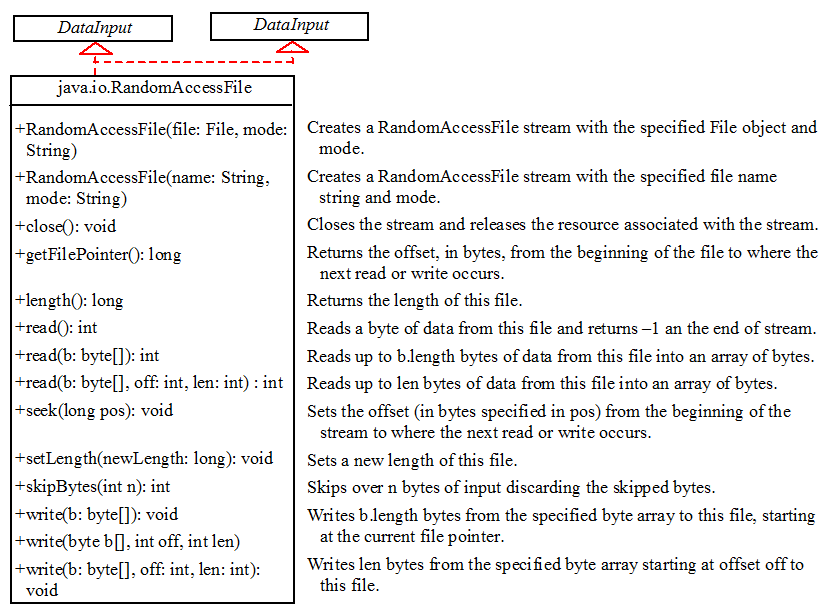 DataInput
DataInput
java.io.RandomAccessFile
+RandomAccessFile(file: File, mode:
String)
Creates a RandomAccessFile stream with the specified File object and
mode.
+RandomAccessFile(name: String,
mode: String)
Creates a RandomAccessFile stream with the specified file name
string and mode.
+close(): void
Closes the stream and releases the resource associated with the stream.
+getFilePointer(): long
Returns the offset, in bytes, from the beginning of the file to where the
next read or write occurs.
+length(): long
Returns the length of this file.
+read(): int
Reads a byte of data from this file and returns –1 an the end of stream.
+read(b: byte[]): int
Reads up to b.length bytes of data from this file into an array of bytes.
+read(b: byte[], off: int, len: int) : int
Reads up to len bytes of data from this file into an array of bytes.
+seek(long pos): void
Sets the offset (in bytes specified in pos) from the beginning of the
stream to where the next read or write occurs.
+setLength(newLength: long): void
Sets a new length of this file.
+skipBytes(int n): int
Skips over n bytes of input discarding the skipped bytes.
+write(b: byte[]): void
Writes b.length bytes from the specified byte array to this file, starting
at the current file pointer.
+write(byte b[], int off, int len)
+write(b: byte[], off: int, len: int):
void
Writes len bytes from the specified byte array starting at offset off to
this file.